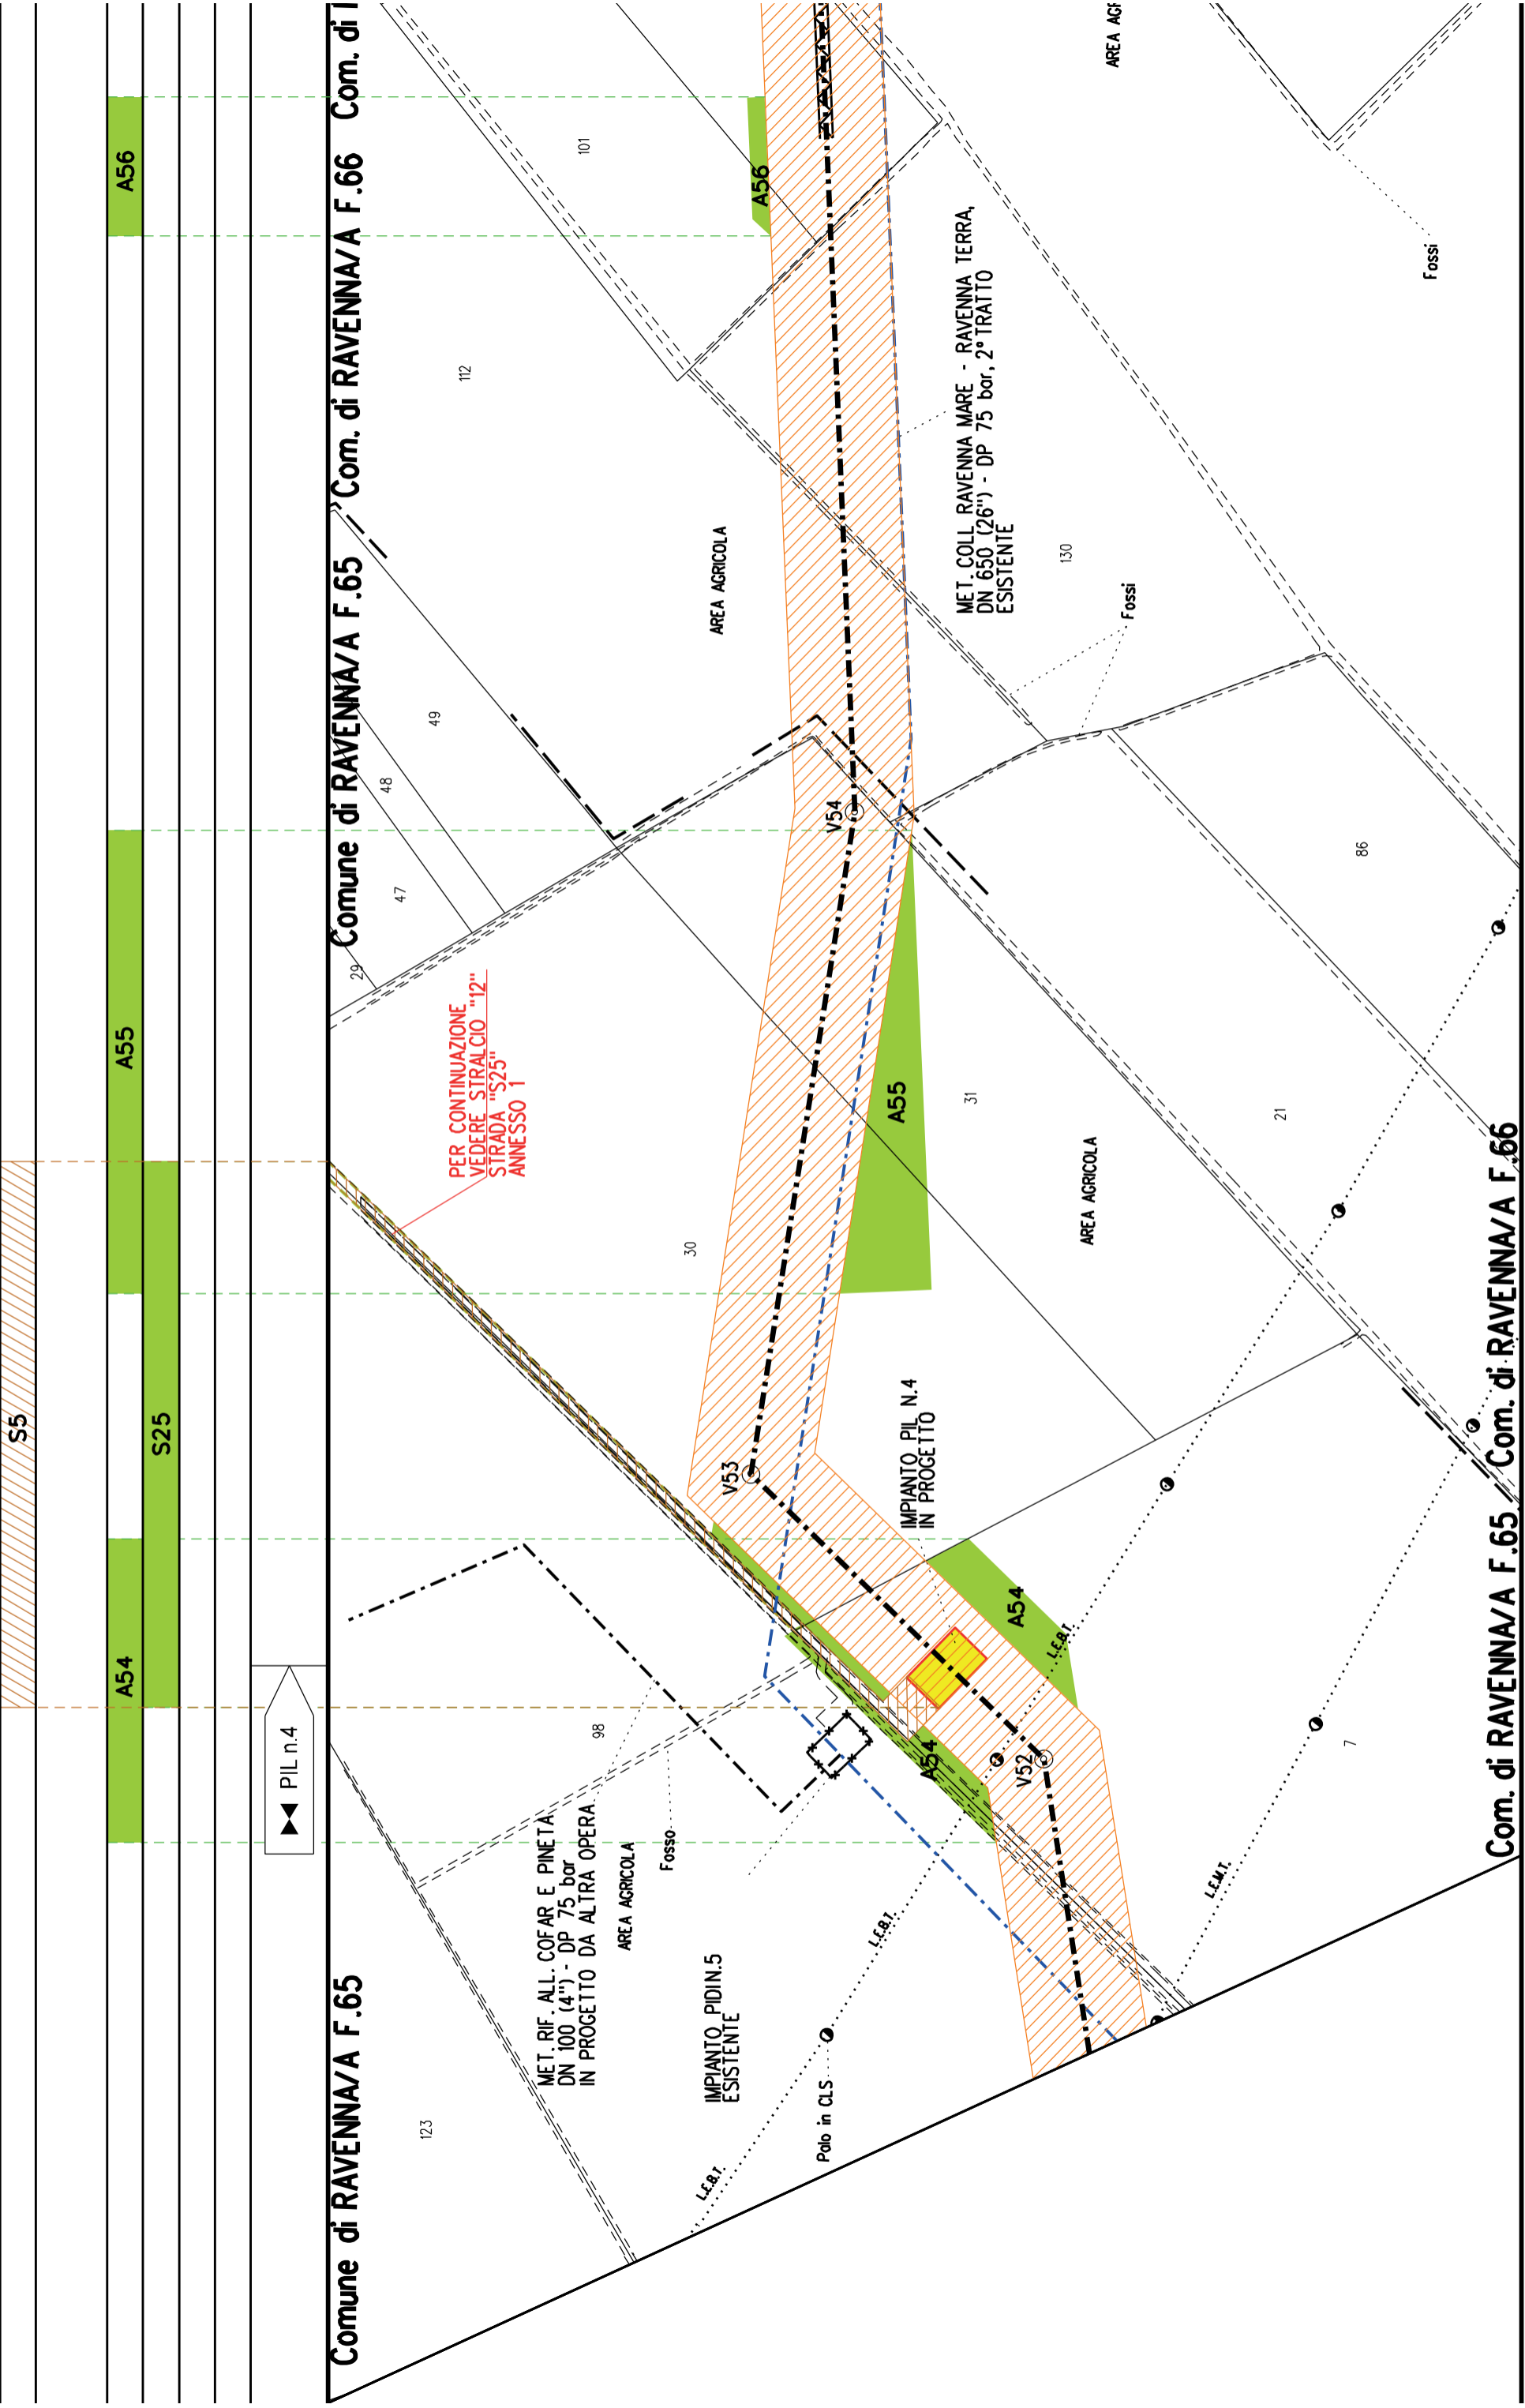 S5
A54
A55
A56
S25
PIL n.4
Comune di RAVENNA/A F.65
Comune di RAVENNA/A F.65
Com. di RAVENNA/A F.66
Com. di
123
29
47
48
49
112
101
PER CONTINUAZIONE
VEDERE STRALCIO "12"
STRADA "S25"
ANNESSO 1
MET. RIF. ALL. COFAR E PINETA
DN 100 (4") - DP 75 bar
IN PROGETTO DA ALTRA OPERA
98
AREA AGRICOLA
Fosso
IMPIANTO PIDI N.5
ESISTENTE
L.E.B.T.
Palo in CLS
L.E.B.T.
30
AREA AGRICOLA
V53
V54
A56
A55
A54
IMPIANTO PIL N.4
IN PROGETTO
V52
A54
L.E.B.T.
31
AREA AGRICOLA
MET. COLL RAVENNA MARE - RAVENNA TERRA,
DN 650 (26") - DP 75 bar, 2° TRATTO
ESISTENTE
130
Fossi
AREA AGR
L.E.M.T.
7
21
86
Fossi
Com. di RAVENNA/A F.65
Com. di RAVENNA/A F.66